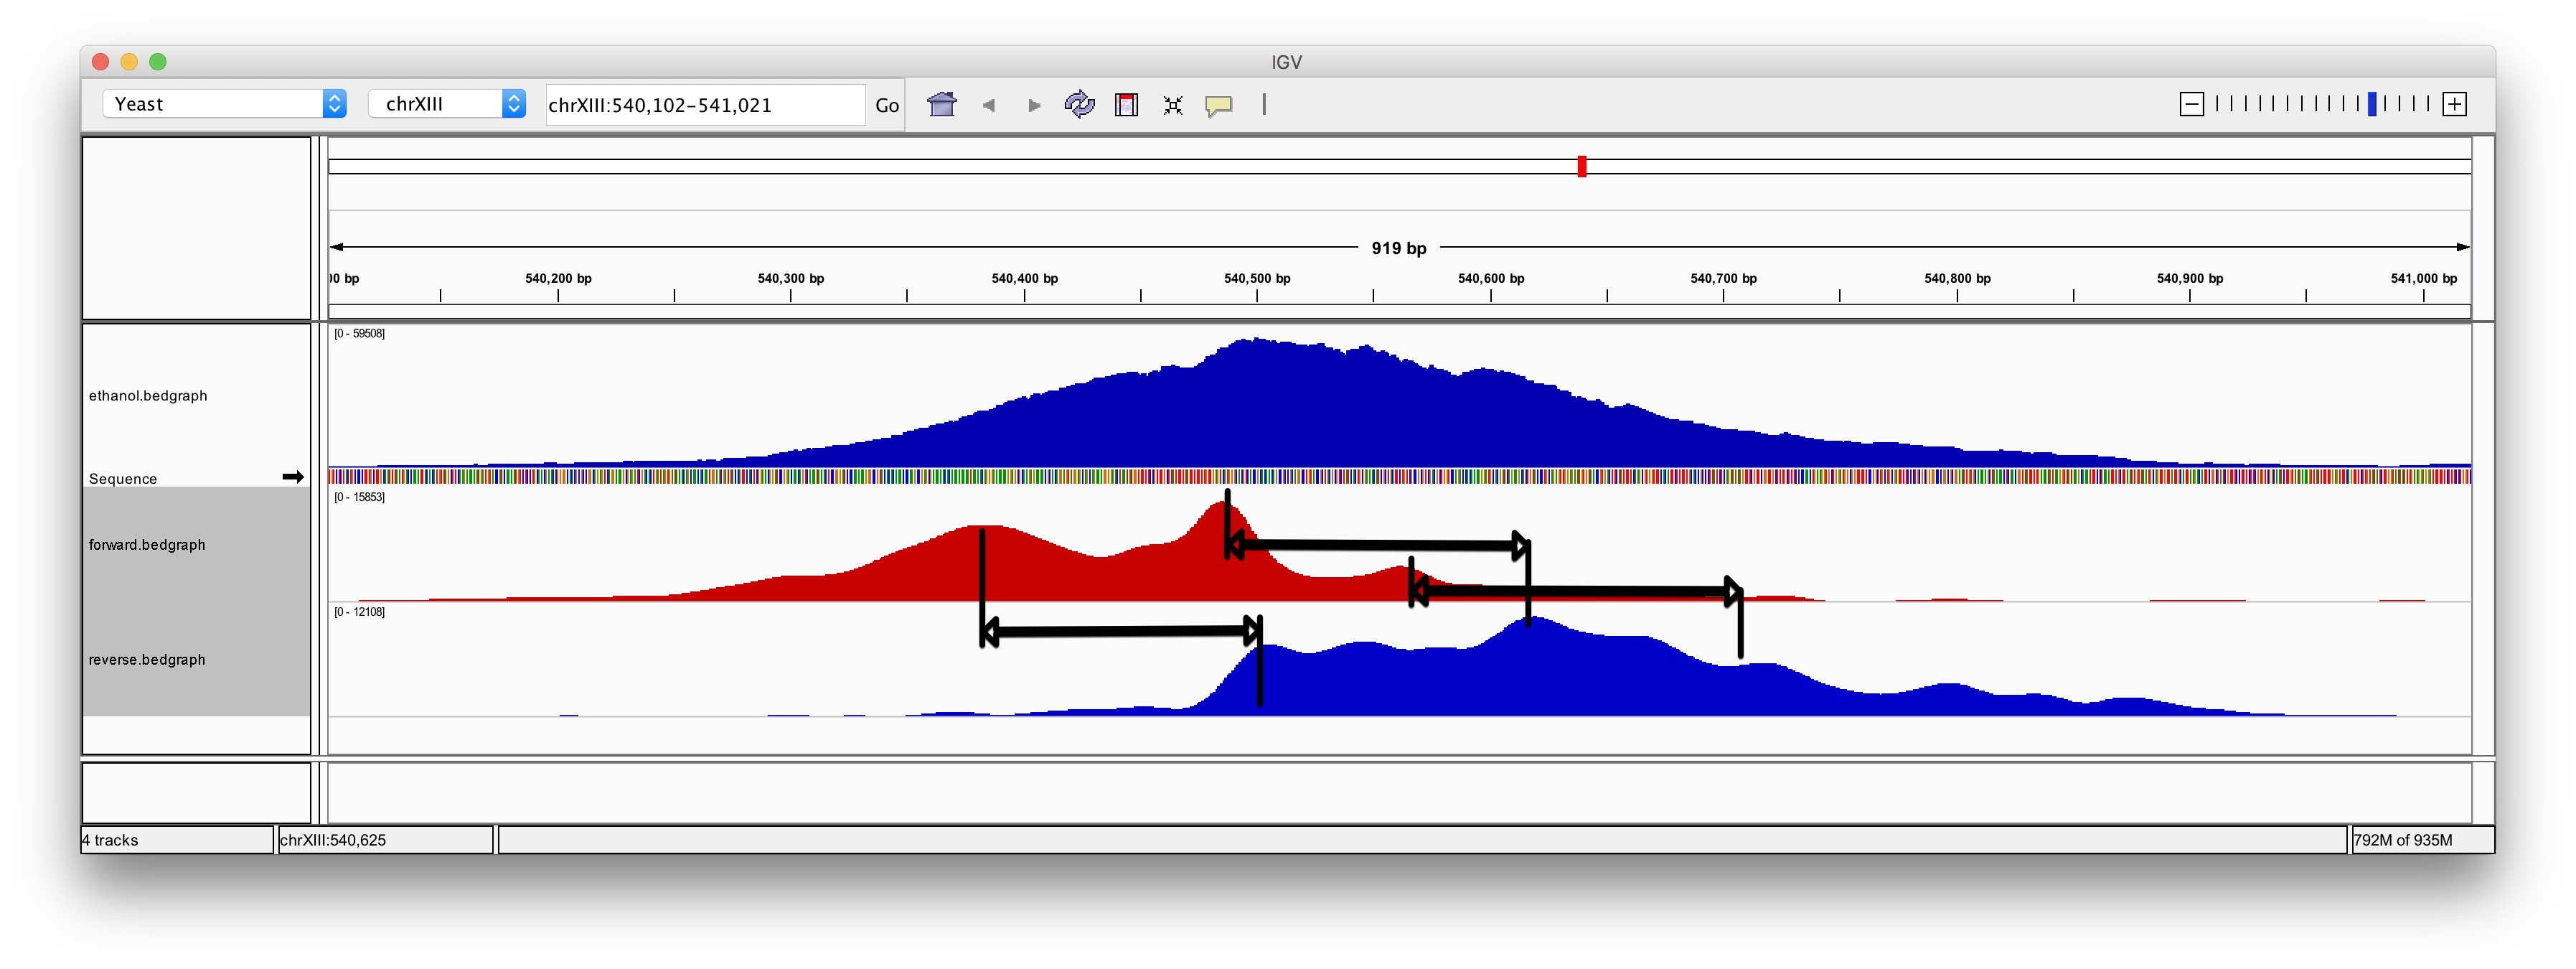 IGV
Yeast chrXIII chrXIII:540,102-541,021 Go
919 bp
00 bp 540,200 bp 540,300 bp 540,400 bp 540,500 bp 540,600 bp 540,700 bp 540,800 bp 540,900 bp 541,000 bp
[0 - 59508]
ethanol.bedgraph
Sequence
[0 - 15853]
forward.bedgraph
[0 - 12108]
reverse.bedgraph
4 tracks chrXIII:540,625 792M of 935M